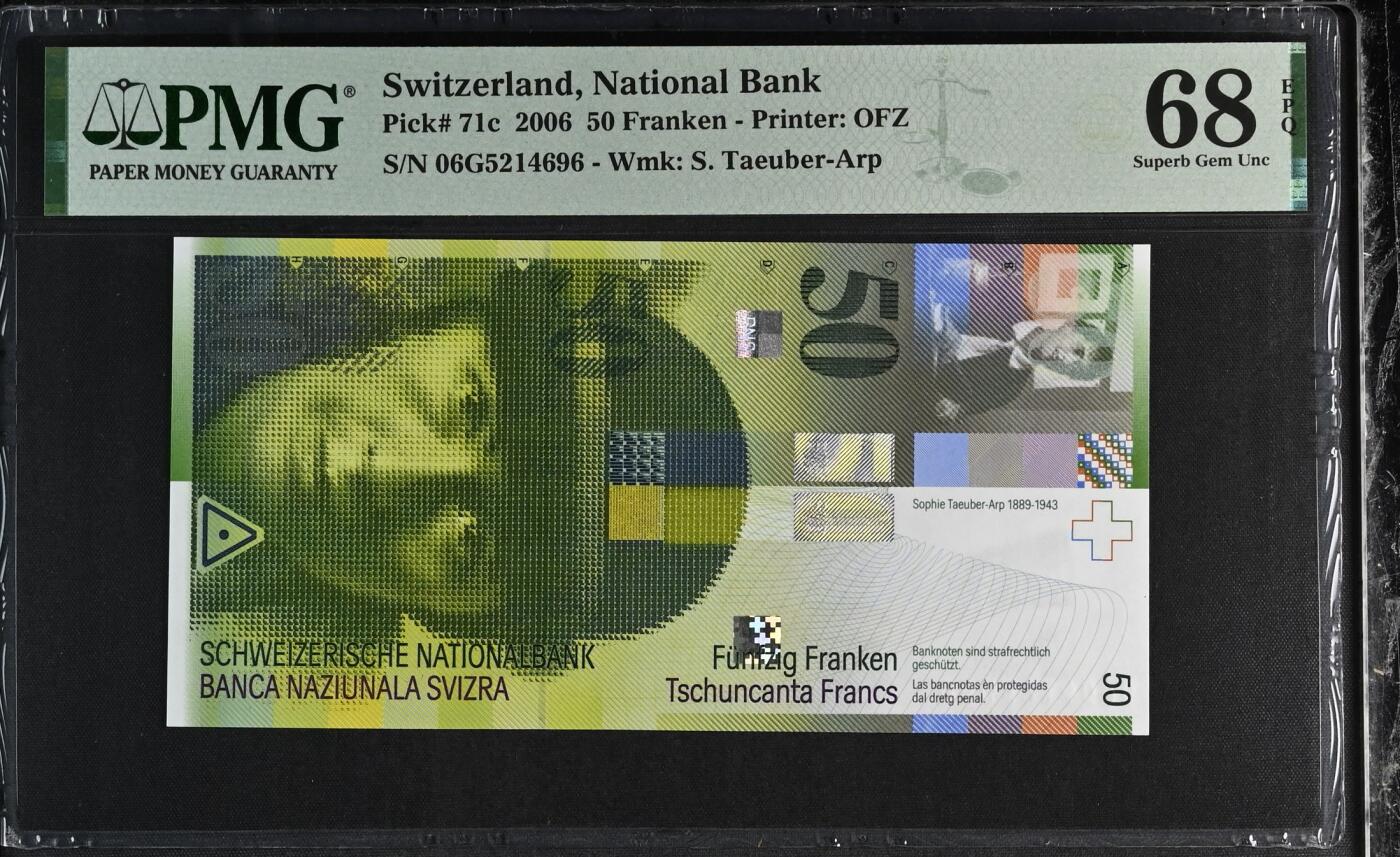 PMG®
PAPER MONEY GUARANTY
Switzerland, National Bank
Pick# 71c 2006 50 Franken - Printer: OFZ
S/N 06G5214696 - Wmk: S. Taeuber-Arp
68
EPQ
Superb Gem Unc
H G F E D C B A
50
Sophie Taeuber-Arp 1889-1943
SCHWEIZERISCHE NATIONALBANK
BANCA NAZIUNALA SVIZRA
Fünfzig Franken
Tschuncanta Francs
Banknoten sind strafrechtlich
geschützt.
Las bancnotas èn protegidas
dal dretg penal.
50